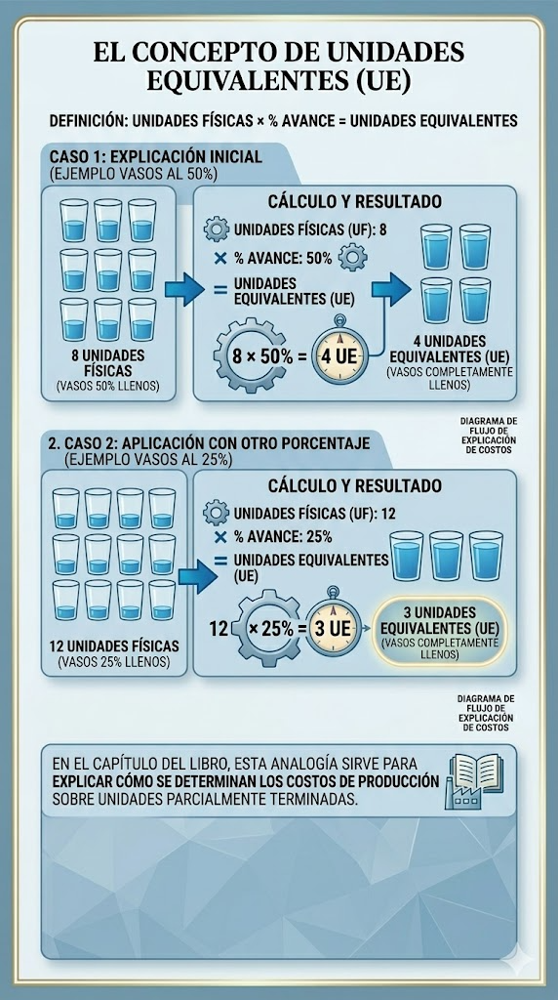 EL CONCEPTO DE UNIDADES
EQUIVALENTES (UE)
DEFINICIÓN: UNIDADES FÍSICAS × % AVANCE = UNIDADES EQUIVALENTES
CASO 1: EXPLICACIÓN INICIAL
(EJEMPLO VASOS AL 50%)
8 UNIDADES
FÍSICAS
(VASOS 50% LLENOS)
CÁLCULO Y RESULTADO
UNIDADES FÍSICAS (UF): 8
× % AVANCE: 50%
= UNIDADES
EQUIVALENTES (UE)
8 × 50% = 4 UE
4 UNIDADES
EQUIVALENTES (UE)
(VASOS COMPLETAMENTE
LLENOS)
DIAGRAMA DE
FLUJO DE
EXPLICACIÓN
DE COSTOS
2. CASO 2: APLICACIÓN CON OTRO PORCENTAJE
(EJEMPLO VASOS AL 25%)
12 UNIDADES FÍSICAS
(VASOS 25% LLENOS)
CÁLCULO Y RESULTADO
UNIDADES FÍSICAS (UF): 12
× % AVANCE: 25%
= UNIDADES EQUIVALENTES
(UE)
12 × 25% = 3 UE
3 UNIDADES
EQUIVALENTES (UE)
(VASOS COMPLETAMENTE
LLENOS)
DIAGRAMA DE
FLUJO DE
EXPLICACIÓN
DE COSTOS
EN EL CAPÍTULO DEL LIBRO, ESTA ANALOGÍA SIRVE PARA
EXPLICAR CÓMO SE DETERMINAN LOS COSTOS DE PRODUCCIÓN
SOBRE UNIDADES PARCIALMENTE TERMINADAS.